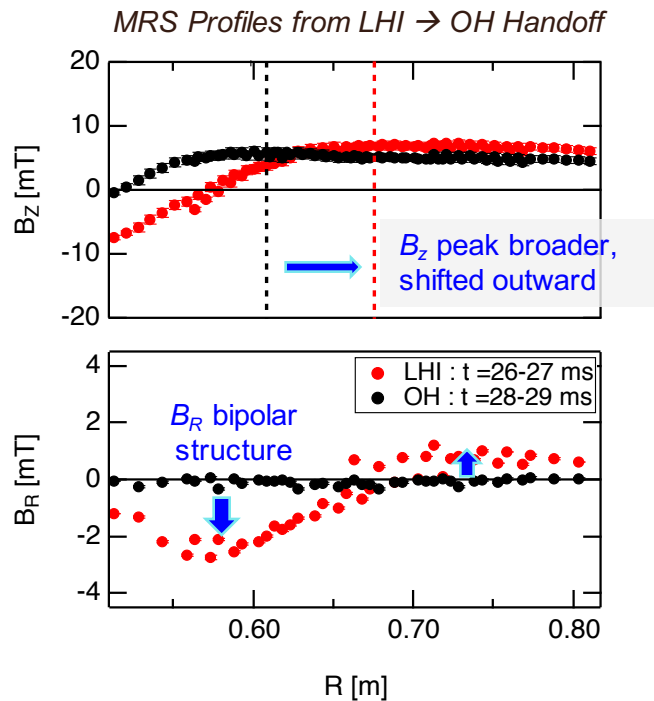 MRS Profiles from LHI → OH Handoff
20
10
0
-10
-20
B_Z [mT]
B_z peak broader,
shifted outward
4
2
0
-2
-4
B_R [mT]
LHI : t =26-27 ms
OH : t =28-29 ms
B_R bipolar
structure
0.60
0.70
0.80
R [m]